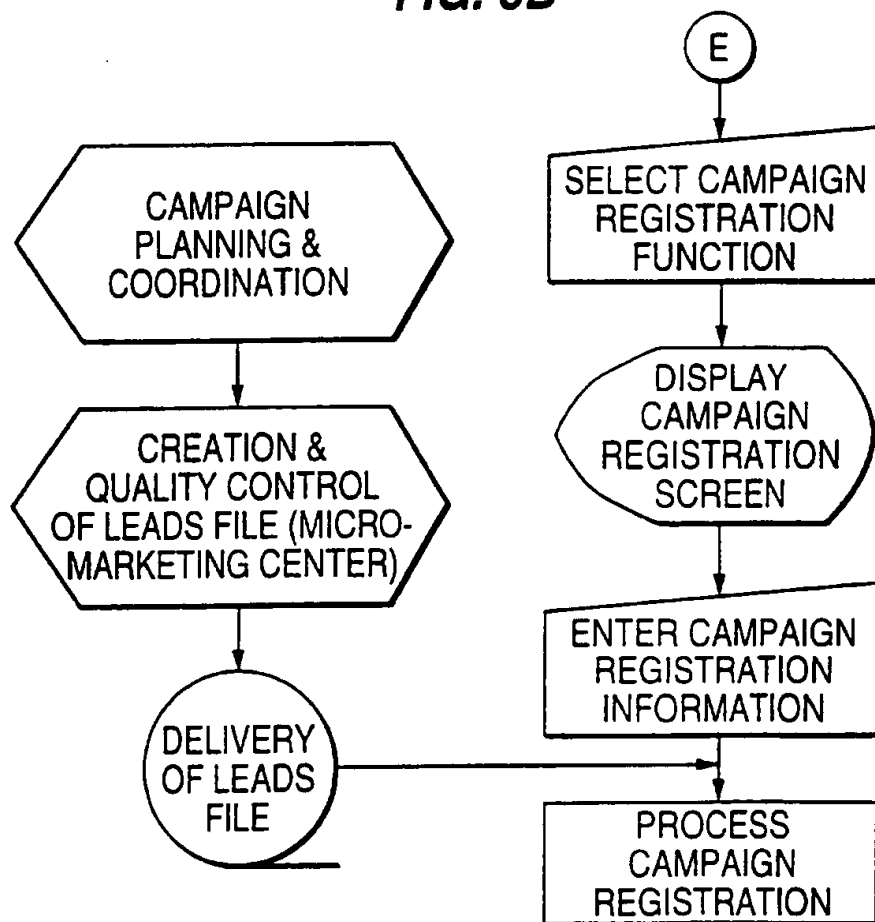 E
CAMPAIGN
PLANNING &
COORDINATION
CREATION &
QUALITY CONTROL
OF LEADS FILE (MICRO-
MARKETING CENTER)
DELIVERY
OF LEADS
FILE
SELECT CAMPAIGN
REGISTRATION
FUNCTION
DISPLAY
CAMPAIGN
REGISTRATION
SCREEN
ENTER CAMPAIGN
REGISTRATION
INFORMATION
PROCESS
CAMPAIGN
REGISTRATION